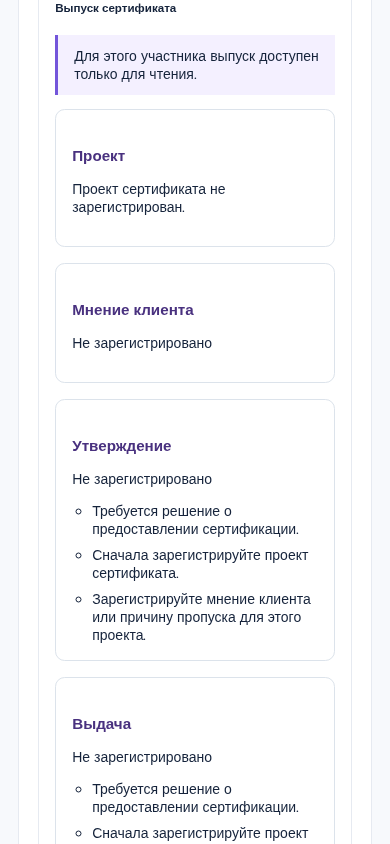 Выпуск сертификата
Для этого участника выпуск доступен
только для чтения.
Проект
Проект сертификата не
зарегистрирован.
Мнение клиента
Не зарегистрировано
Утверждение
Не зарегистрировано
Требуется решение о
предоставлении сертификации.
Сначала зарегистрируйте проект
сертификата.
Зарегистрируйте мнение клиента
или причину пропуска для этого
проекта.
Выдача
Не зарегистрировано
Требуется решение о
предоставлении сертификации.
Сначала зарегистрируйте проект